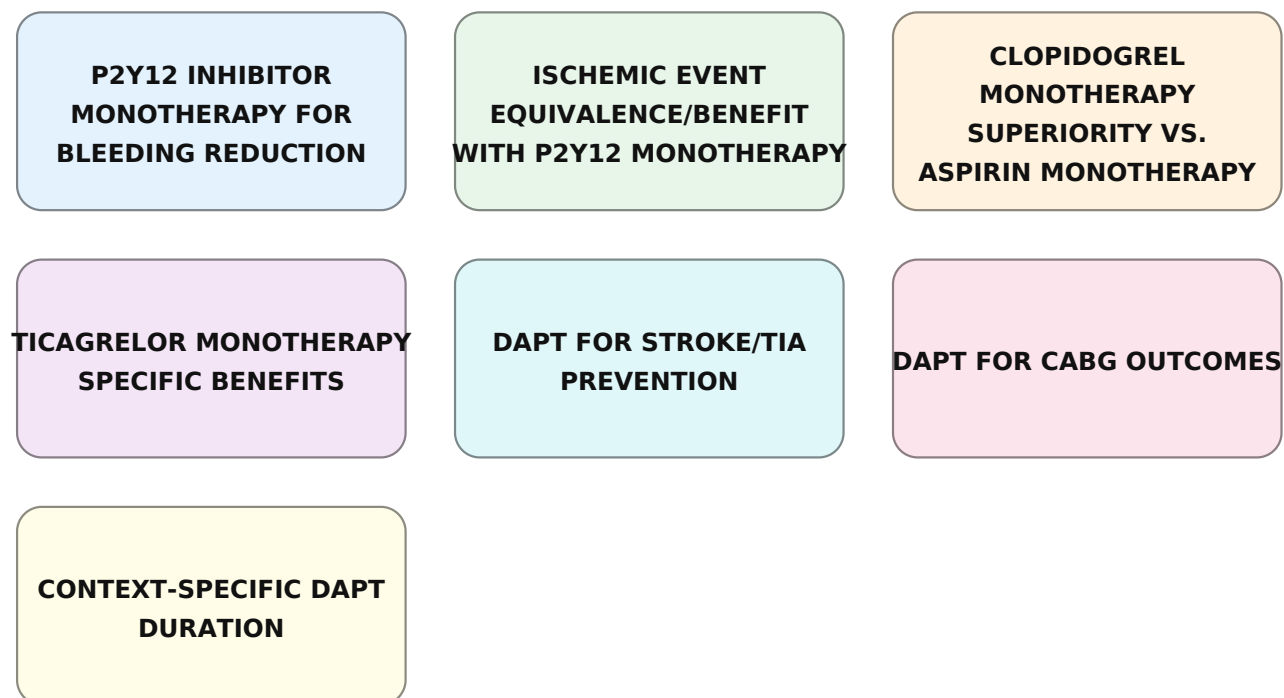 P2Y12 INHIBITOR
MONOTHERAPY FOR
BLEEDING REDUCTION
ISCHEMIC EVENT
EQUIVALENCE/BENEFIT
WITH P2Y12 MONOTHERAPY
CLOPIDOGREL
MONOTHERAPY
SUPERIORITY VS.
ASPIRIN MONOTHERAPY
TICAGRELOR MONOTHERAPY
SPECIFIC BENEFITS
DAPT FOR STROKE/TIA
PREVENTION
DAPT FOR CABG OUTCOMES
CONTEXT-SPECIFIC DAPT
DURATION